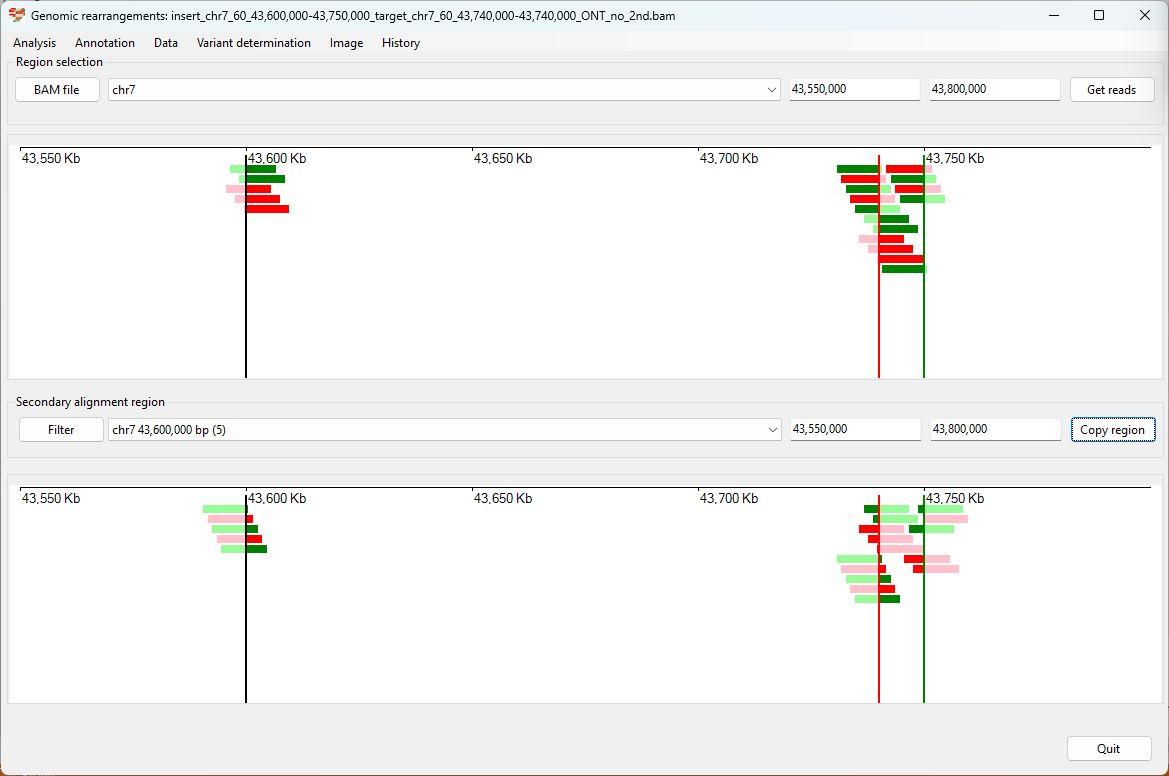 Genomic rearrangements: insert_chr7_60_43,600,000-43,750,000_target_chr7_60_43,740,000-43,740,000_ONT_no_2nd.bam
Analysis Annotation Data Variant determination Image History
Region selection
BAM file chr7 43,550,000 43,800,000 Get reads
43,550 Kb 43,600 Kb 43,650 Kb 43,700 Kb 43,750 Kb
Secondary alignment region
Filter chr7 43,600,000 bp (5) 43,550,000 43,800,000 Copy region
43,550 Kb 43,600 Kb 43,650 Kb 43,700 Kb 43,750 Kb
Quit